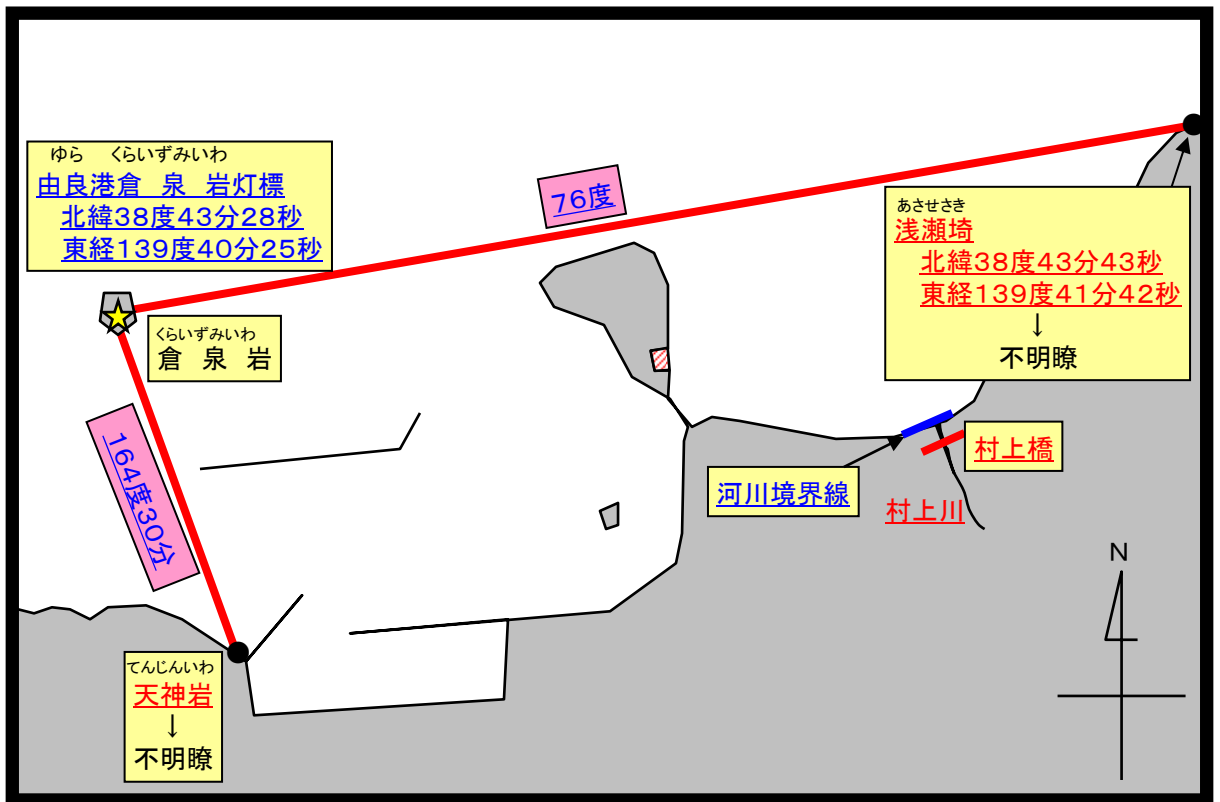 ゆら くらいずみいわ
由良港倉 泉 岩灯標
北緯38度43分28秒
東経139度40分25秒
76度
あさせさき
浅瀬埼
北緯38度43分43秒
東経139度41分42秒
↓
不明瞭
くらいずみいわ
倉 泉 岩
164度30分
河川境界線
村上橋
村上川
N
てんじんいわ
天神岩
↓
不明瞭